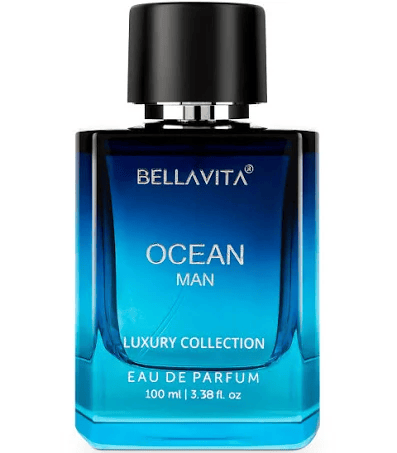 BELLAVITA®
OCEAN
MAN
LUXURY COLLECTION
EAU DE PARFUM
100 ml | 3.38 fl. oz